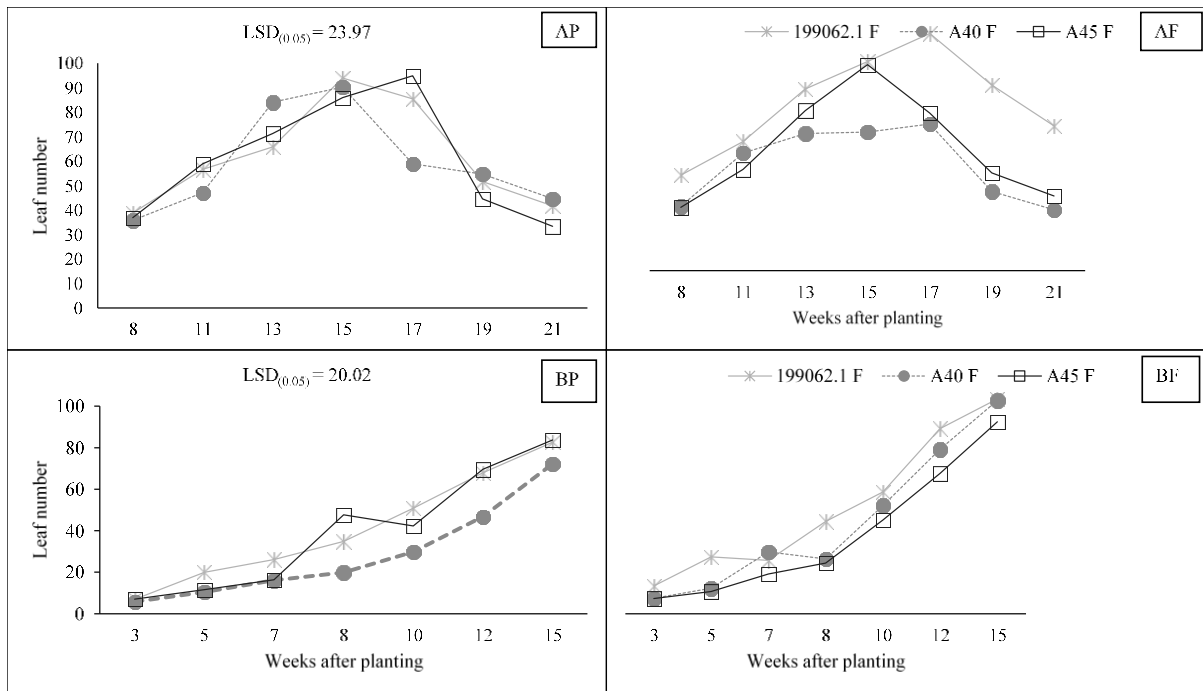 LSD(0.05) = 23.97
AP
Leaf number
100
90
80
70
60
50
40
30
20
10
0
8 11 13 15 17 19 21
199062.1 F A40 F A45 F
AF
8 11 13 15 17 19 21
Weeks after planting
LSD(0.05) = 20.02
BP
Leaf number
100
80
60
40
20
0
3 5 7 8 10 12 15
Weeks after planting
199062.1 F A40 F A45 F
BF
3 5 7 8 10 12 15
Weeks after planting